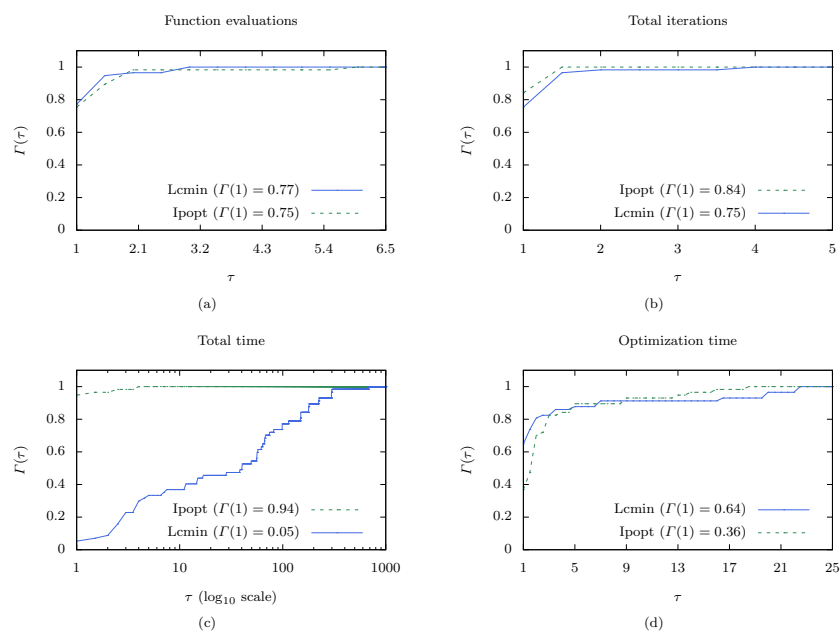 Function evaluations
1
0.8
0.6
0.4
0.2
0
Γ(τ)
Lcmin (Γ(1) = 0.77)
Ipopt (Γ(1) = 0.75)
1 2.1 3.2 4.3 5.4 6.5
τ
(a)
Total iterations
1
0.8
0.6
0.4
0.2
0
Γ(τ)
Ipopt (Γ(1) = 0.84)
Lcmin (Γ(1) = 0.75)
1 2 3 4 5
τ
(b)
Total time
1
0.8
0.6
0.4
0.2
0
Γ(τ)
Ipopt (Γ(1) = 0.94)
Lcmin (Γ(1) = 0.05)
1 10 100 1000
τ (log₁₀ scale)
(c)
Optimization time
1
0.8
0.6
0.4
0.2
0
Γ(τ)
Lcmin (Γ(1) = 0.64)
Ipopt (Γ(1) = 0.36)
1 5 9 13 17 21 25
τ
(d)